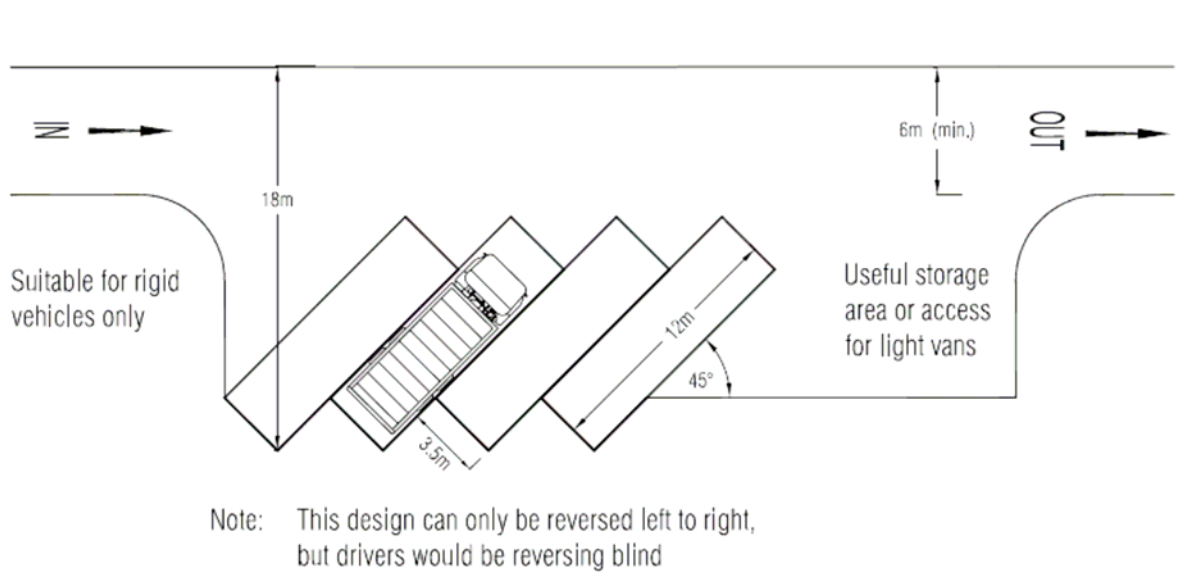 IN
OUT
6m (min.)
18m
Suitable for rigid
vehicles only
Useful storage
area or access
for light vans
12m
45°
3.5m
Note: This design can only be reversed left to right,
but drivers would be reversing blind